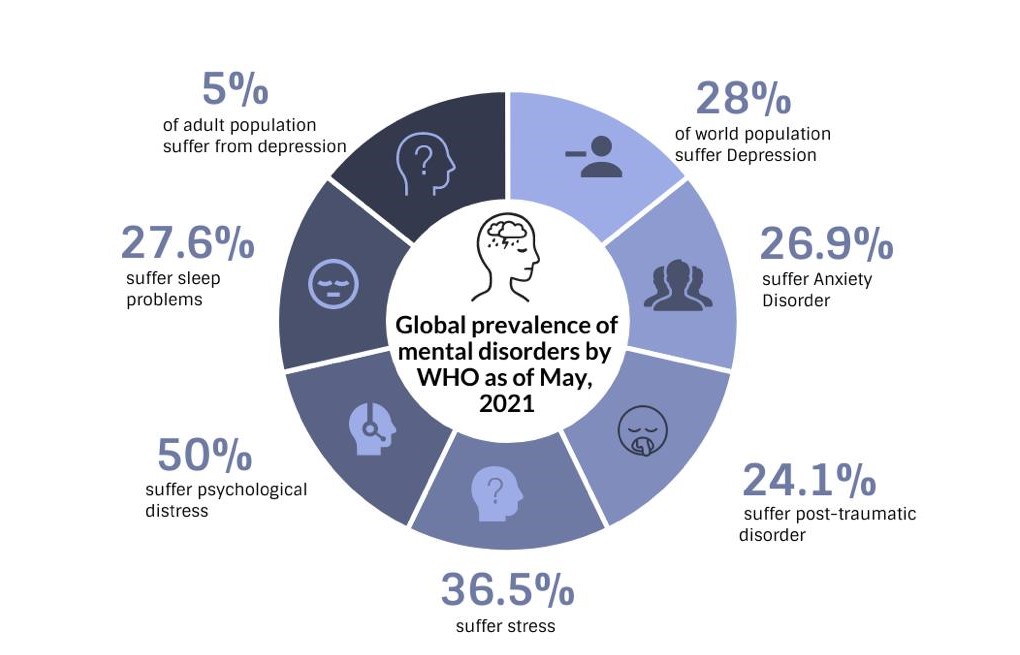 5%
of adult population
suffer from depression
28%
of world population
suffer Depression
27.6%
suffer sleep
problems
26.9%
suffer Anxiety
Disorder
?
Global prevalence of
mental disorders by
WHO as of May,
2021
50%
suffer psychological
distress
24.1%
suffer post-traumatic
disorder
?
36.5%
suffer stress